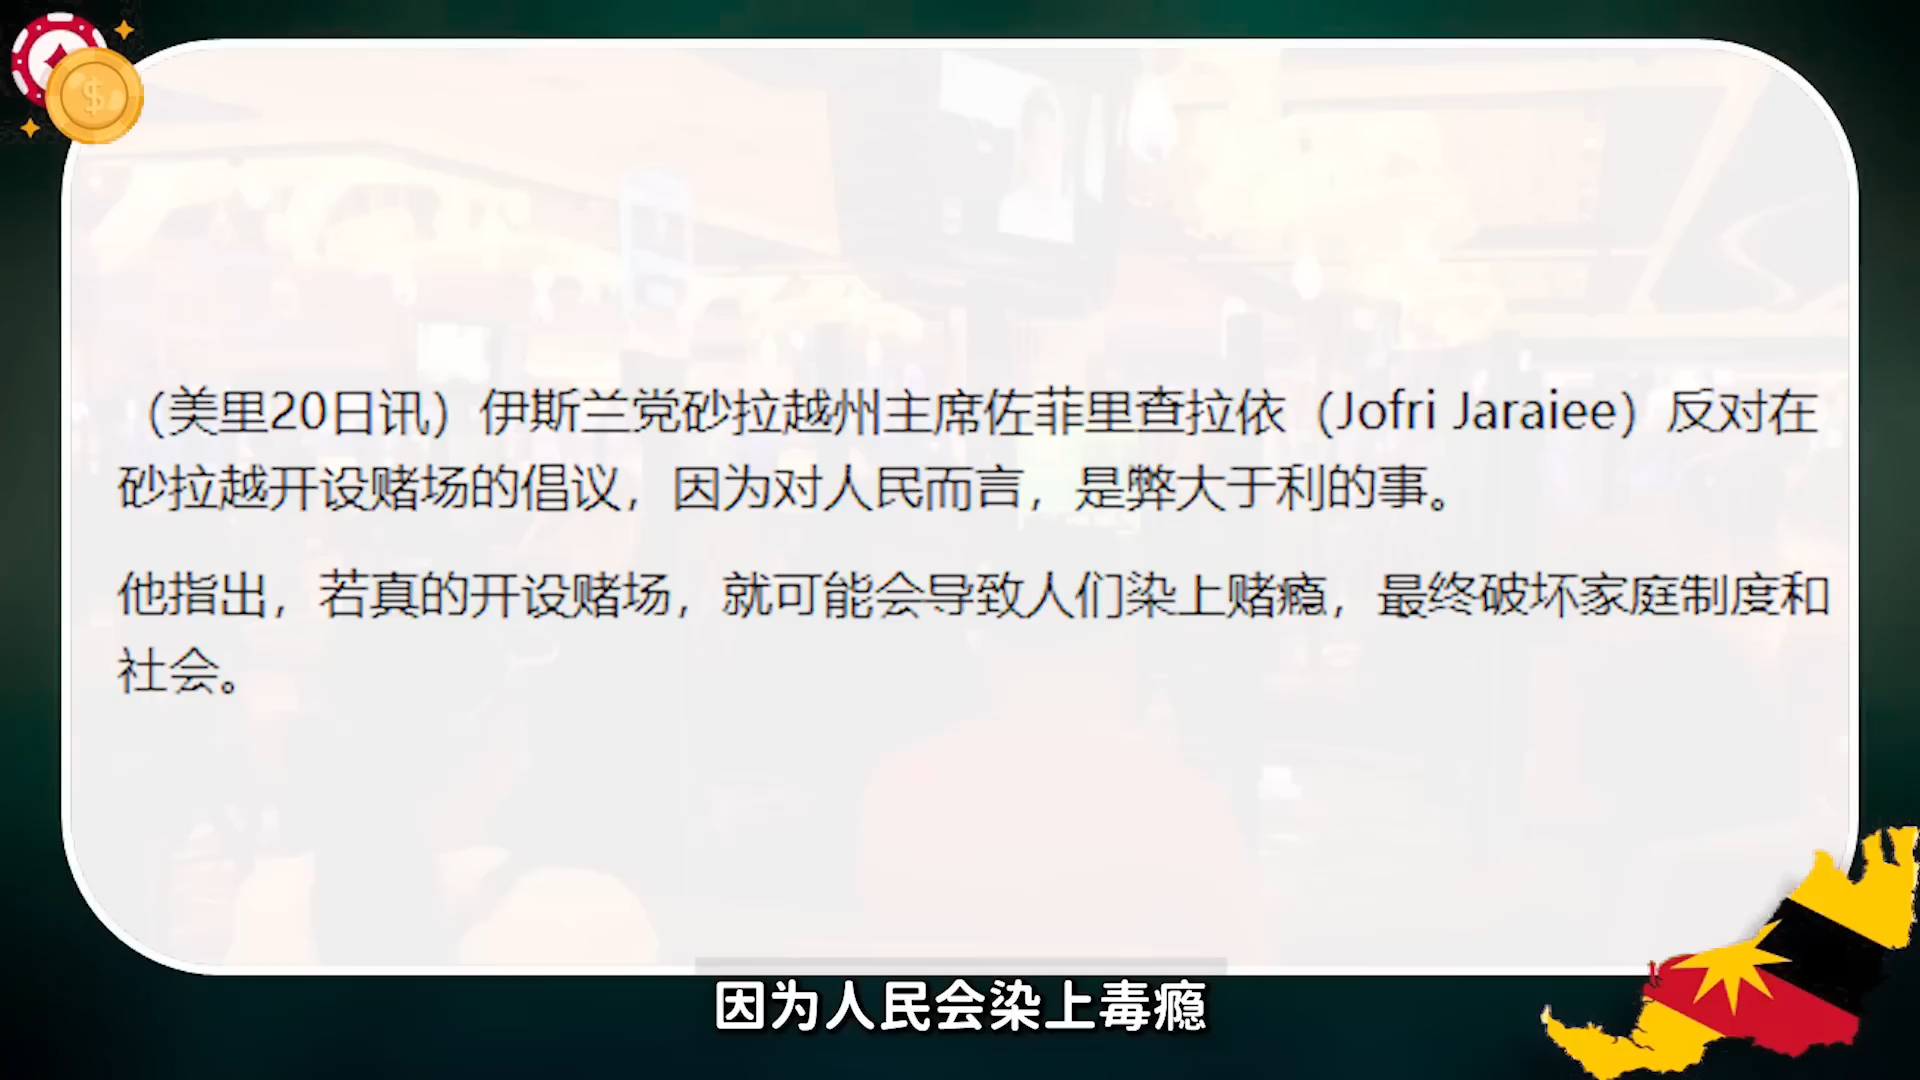 （美里20日讯）伊斯兰党砂拉越州主席佐菲里查拉依（Jofri Jaraiee）反对在
砂拉越开设赌场的倡议，因为对人民而言，是弊大于利的事。
他指出，若真的开设赌场，就可能会导致人们染上赌瘾，最终破坏家庭制度和
社会。
因为人民会染上毒瘾